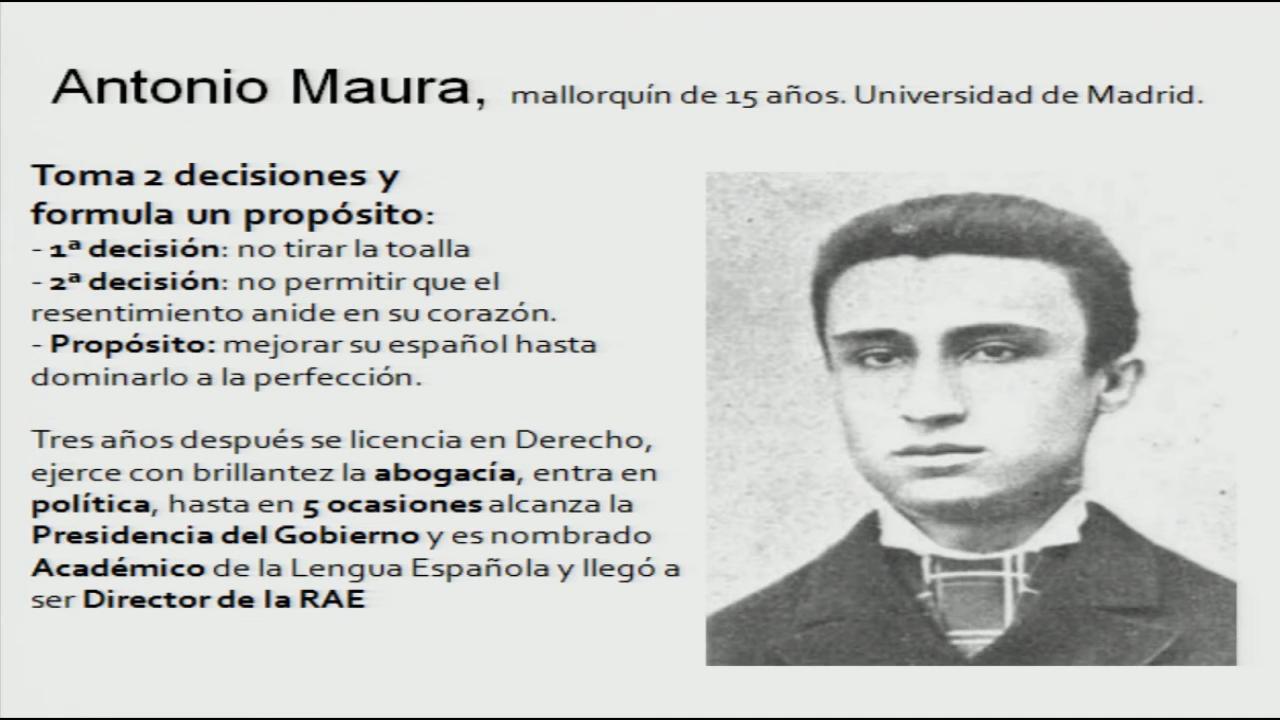 Antonio Maura, mallorquín de 15 años. Universidad de Madrid.
Toma 2 decisiones y
formula un propósito:
- 1ª decisión: no tirar la toalla
- 2ª decisión: no permitir que el
resentimiento anide en su corazón.
- Propósito: mejorar su español hasta
dominarlo a la perfección.
Tres años después se licencia en Derecho,
ejerce con brillantez la abogacía, entra en
política, hasta en 5 ocasiones alcanza la
Presidencia del Gobierno y es nombrado
Académico de la Lengua Española y llegó a
ser Director de la RAE